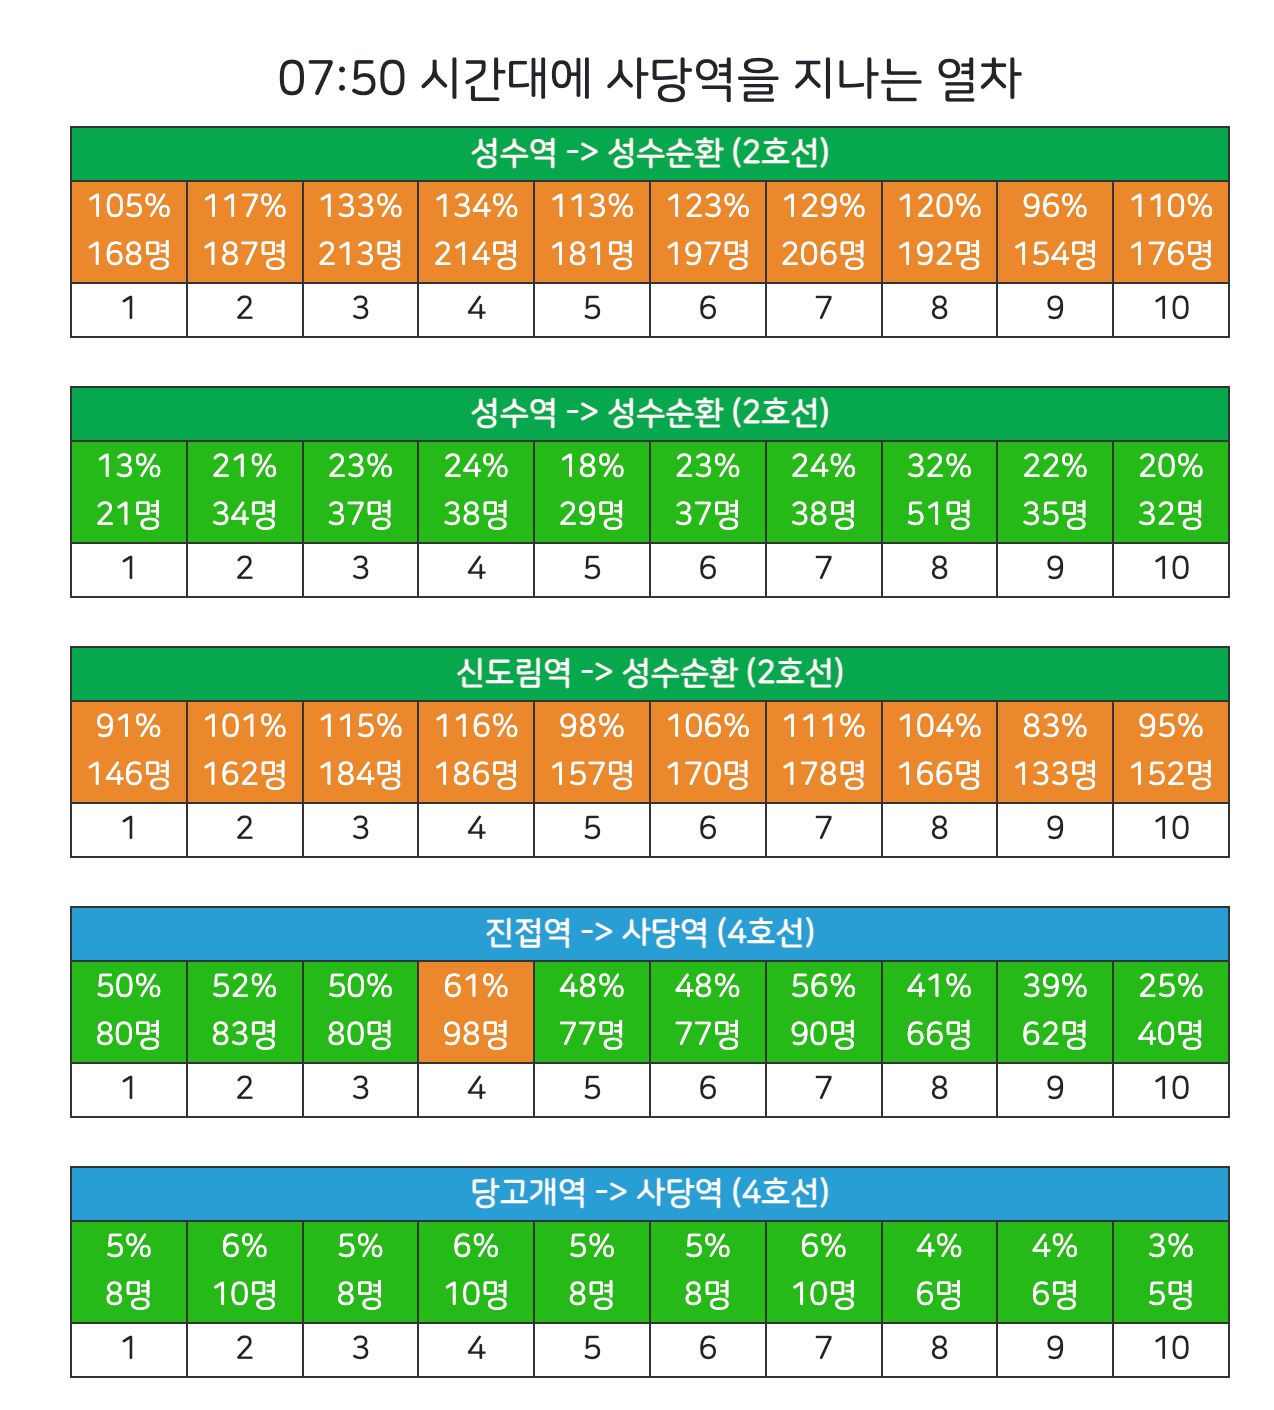 07:50 시간대에 사당역을 지나는 열차
성수역 -> 성수순환 (2호선)
105% 117% 133% 134% 113% 123% 129% 120% 96% 110%
168명 187명 213명 214명 181명 197명 206명 192명 154명 176명
1 2 3 4 5 6 7 8 9 10
성수역 -> 성수순환 (2호선)
13% 21% 23% 24% 18% 23% 24% 32% 22% 20%
21명 34명 37명 38명 29명 37명 38명 51명 35명 32명
1 2 3 4 5 6 7 8 9 10
신도림역 -> 성수순환 (2호선)
91% 101% 115% 116% 98% 106% 111% 104% 83% 95%
146명 162명 184명 186명 157명 170명 178명 166명 133명 152명
1 2 3 4 5 6 7 8 9 10
진접역 -> 사당역 (4호선)
50% 52% 50% 61% 48% 48% 56% 41% 39% 25%
80명 83명 80명 98명 77명 77명 90명 66명 62명 40명
1 2 3 4 5 6 7 8 9 10
당고개역 -> 사당역 (4호선)
5% 6% 5% 6% 5% 5% 6% 4% 4% 3%
8명 10명 8명 10명 8명 8명 10명 6명 6명 5명
1 2 3 4 5 6 7 8 9 10